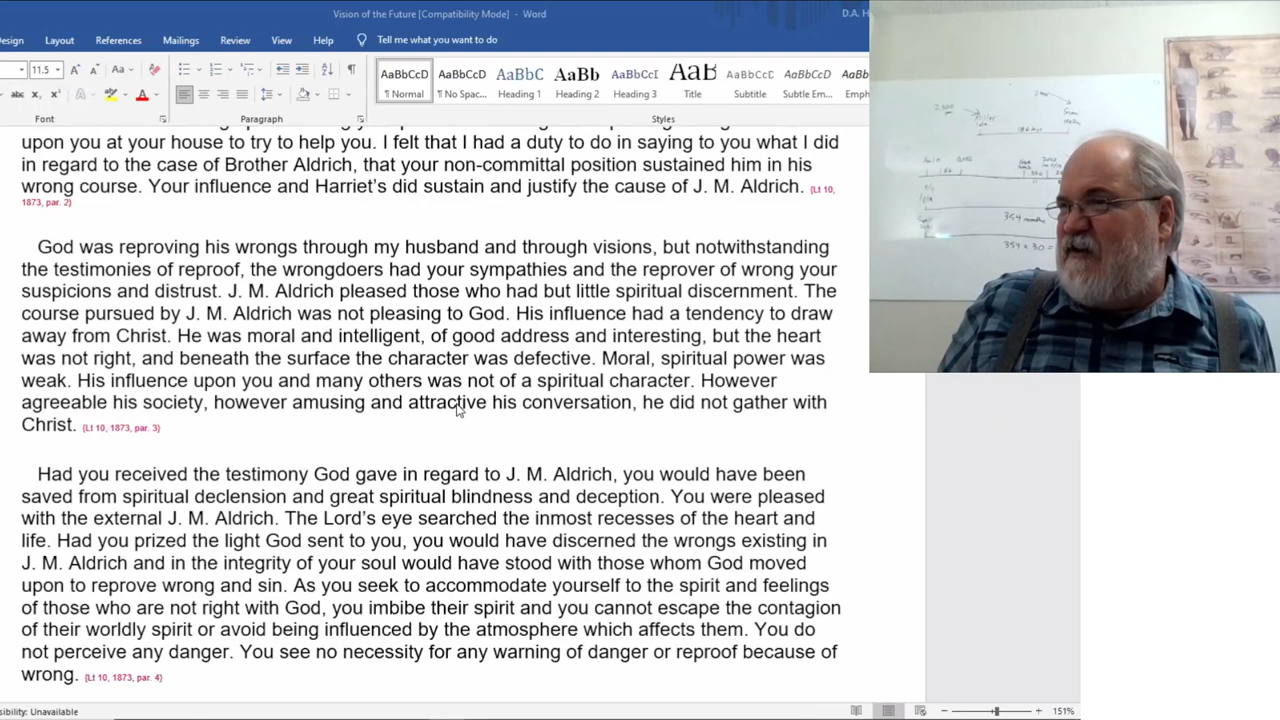 Vision of the Future [Compatibility Mode] - Word
D.A. H
esign Layout References Mailings Review View Help Tell me what you want to do
11.5 Aa
AaBbCcD AaBbCcD AaBbC AaBb AaBbCcI AaB AaBbCcD AaBbCcD AaBb
¶ Normal ¶ No Spac... Heading 1 Heading 2 Heading 3 Title Subtitle Subtle Em... Emph
Font Paragraph Styles
upon you at your house to try to help you. I felt that I had a duty to do in saying to you what I did
in regard to the case of Brother Aldrich, that your non-committal position sustained him in his
wrong course. Your influence and Harriet's did sustain and justify the cause of J. M. Aldrich. {Lt 10,
1873, par. 2}
God was reproving his wrongs through my husband and through visions, but notwithstanding
the testimonies of reproof, the wrongdoers had your sympathies and the reprover of wrong your
suspicions and distrust. J. M. Aldrich pleased those who had but little spiritual discernment. The
course pursued by J. M. Aldrich was not pleasing to God. His influence had a tendency to draw
away from Christ. He was moral and intelligent, of good address and interesting, but the heart
was not right, and beneath the surface the character was defective. Moral, spiritual power was
weak. His influence upon you and many others was not of a spiritual character. However
agreeable his society, however amusing and attractive his conversation, he did not gather with
Christ. {Lt 10, 1873, par. 3}
Had you received the testimony God gave in regard to J. M. Aldrich, you would have been
saved from spiritual declension and great spiritual blindness and deception. You were pleased
with the external J. M. Aldrich. The Lord's eye searched the inmost recesses of the heart and
life. Had you prized the light God sent to you, you would have discerned the wrongs existing in
J. M. Aldrich and in the integrity of your soul would have stood with those whom God moved
upon to reprove wrong and sin. As you seek to accommodate yourself to the spirit and feelings
of those who are not right with God, you imbibe their spirit and you cannot escape the contagion
of their worldly spirit or avoid being influenced by the atmosphere which affects them. You do
not perceive any danger. You see no necessity for any warning of danger or reproof because of
wrong. {Lt 10, 1873, par. 4}
sibility: Unavailable
151%
Miller
354 months
354 x 30 =